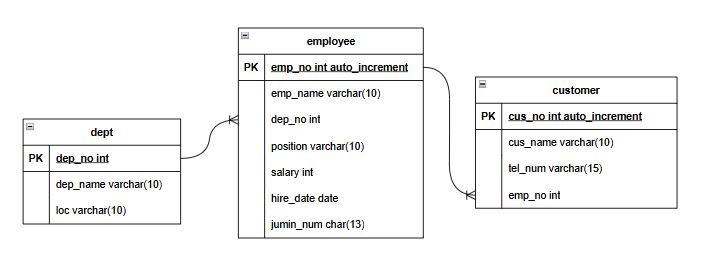 dept
PK dep_no int
dep_name varchar(10)
loc varchar(10)
employee
PK emp_no int auto_increment
emp_name varchar(10)
dep_no int
position varchar(10)
salary int
hire_date date
jumin_num char(13)
customer
PK cus_no int auto_increment
cus_name varchar(10)
tel_num varchar(15)
emp_no int